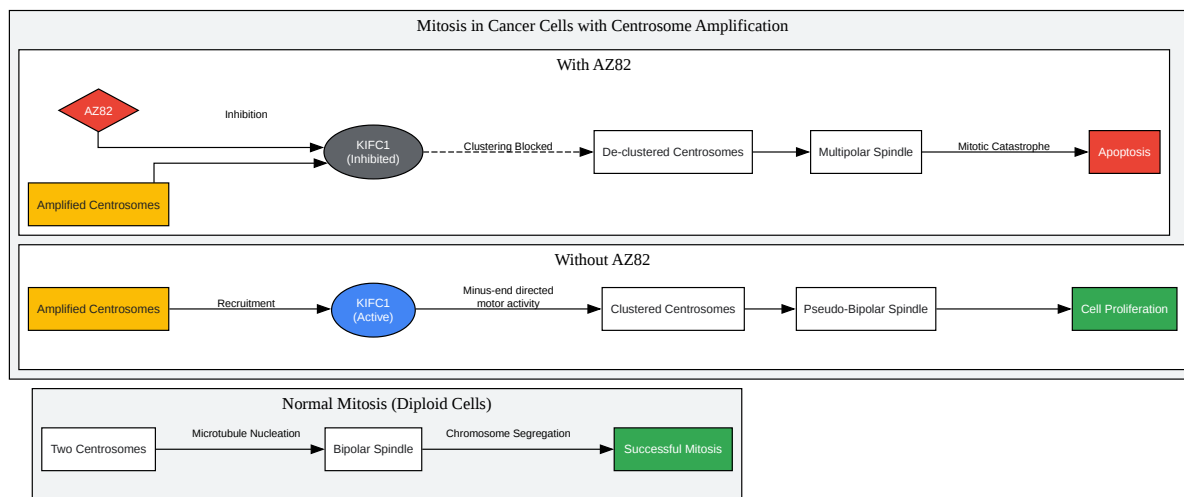 Mitosis in Cancer Cells with Centrosome Amplification
With AZ82
AZ82
Inhibition
KIFC1
(Inhibited)
Clustering Blocked
De-clustered Centrosomes
Multipolar Spindle
Mitotic Catastrophe
Apoptosis
Amplified Centrosomes
Without AZ82
Amplified Centrosomes
Recruitment
KIFC1
(Active)
Minus-end directed
motor activity
Clustered Centrosomes
Pseudo-Bipolar Spindle
Cell Proliferation
Normal Mitosis (Diploid Cells)
Two Centrosomes
Microtubule Nucleation
Bipolar Spindle
Chromosome Segregation
Successful Mitosis